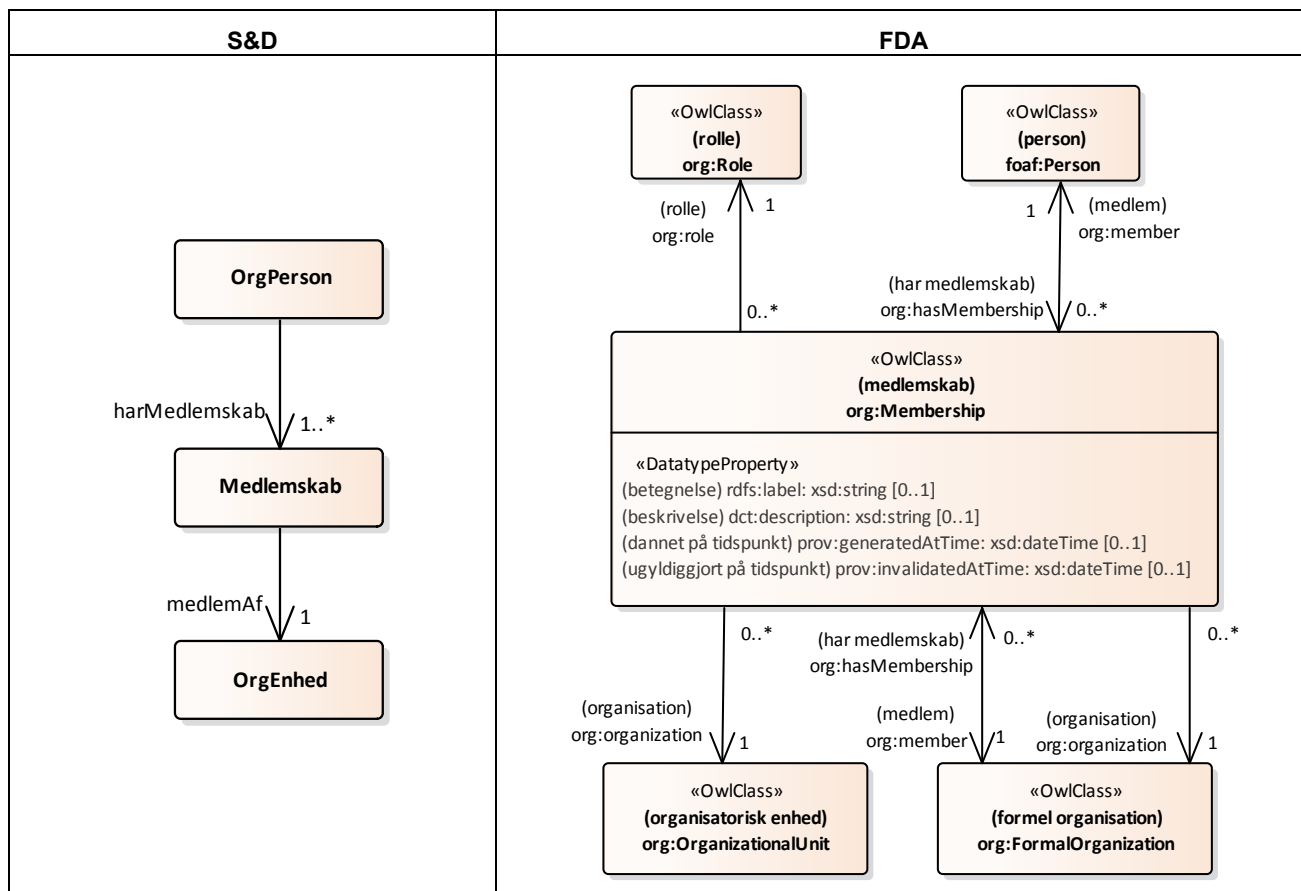 S&D
FDA
OrgPerson
harMedlemskab
1..*
Medlemskab
medlemAf
1
OrgEnhed
«OwlClass»
(rolle)
org:Role
«OwlClass»
(person)
foaf:Person
(rolle)
org:role
1
0..*
1
(medlem)
org:member
(har medlemskab)
org:hasMembership
0..*
«OwlClass»
(medlemskab)
org:Membership
«DatatypeProperty»
(betegnelse) rdfs:label: xsd:string [0..1]
(beskrivelse) dct:description: xsd:string [0..1]
(dannet på tidspunkt) prov:generatedAtTime: xsd:dateTime [0..1]
(ugyldiggjort på tidspunkt) prov:invalidatedAtTime: xsd:dateTime [0..1]
0..*
(organisation)
org:organization
1
(har medlemskab)
org:hasMembership
0..*
(medlem)
org:member
1
0..*
(organisation)
org:organization
1
«OwlClass»
(organisatorisk enhed)
org:OrganizationalUnit
«OwlClass»
(formel organisation)
org:FormalOrganization